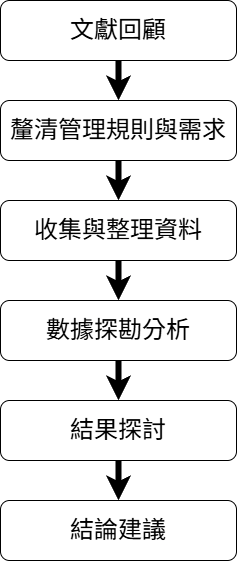 文獻回顧
釐清管理規則與需求
收集與整理資料
數據探勘分析
結果探討
結論建議